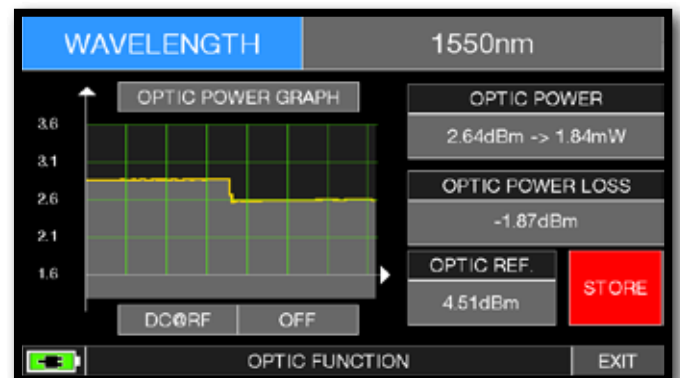 WAVELENGTH 1550nm
OPTIC POWER GRAPH
3.6
3.1
2.6
2.1
1.6
DC@RF OFF
OPTIC POWER
2.64dBm -> 1.84mW
OPTIC POWER LOSS
-1.87dBm
OPTIC REF.
4.51dBm
STORE
OPTIC FUNCTION EXIT